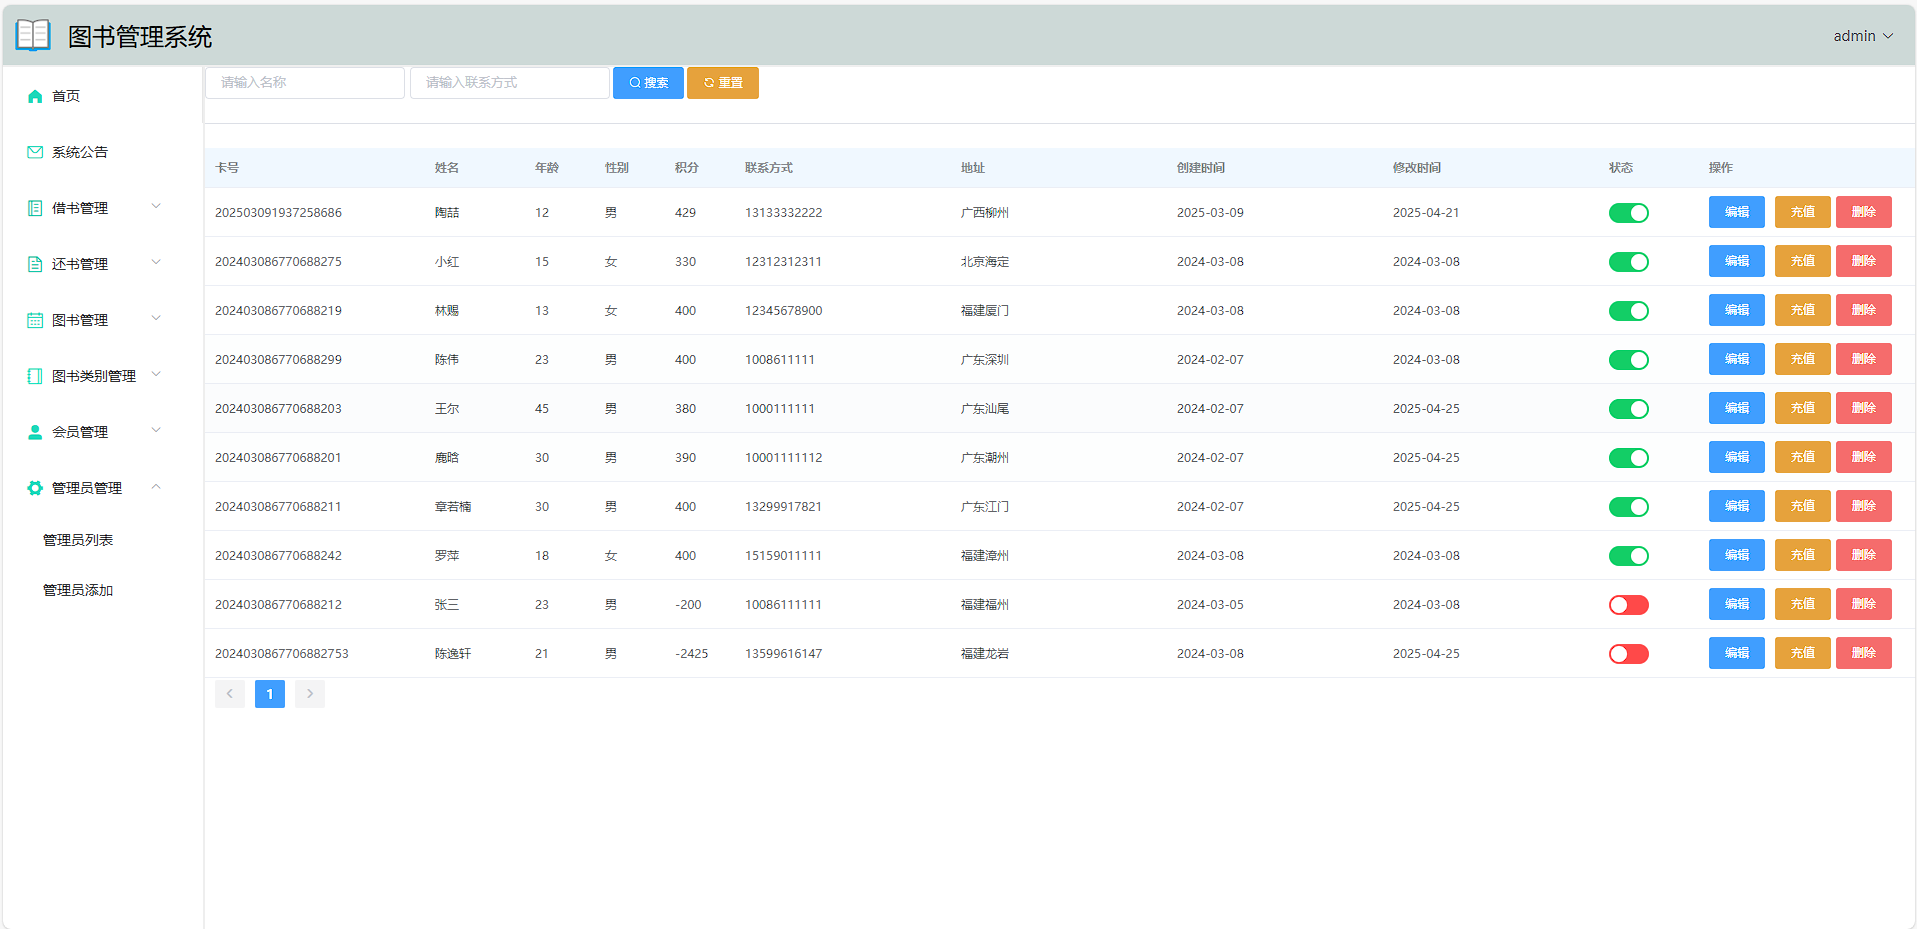 图书管理系统
admin
首页
系统公告
借书管理
还书管理
图书管理
图书类别管理
会员管理
管理员管理
管理员列表
管理员添加
请输入名称 请输入联系方式 搜索 重置
卡号 姓名 年龄 性别 积分 联系方式 地址 创建时间 修改时间 状态 操作
202503091937258686 陶喆 12 男 429 13133332222 广西柳州 2025-03-09 2025-04-21 编辑 充值 删除
202403086770688275 小红 15 女 330 12312312311 北京海定 2024-03-08 2024-03-08 编辑 充值 删除
202403086770688219 林赐 13 女 400 12345678900 福建厦门 2024-03-08 2024-03-08 编辑 充值 删除
202403086770688299 陈伟 23 男 400 1008611111 广东深圳 2024-02-07 2024-03-08 编辑 充值 删除
202403086770688203 王尔 45 男 380 1000111111 广东汕尾 2024-02-07 2025-04-25 编辑 充值 删除
202403086770688201 鹿晗 30 男 390 10001111112 广东潮州 2024-02-07 2025-04-25 编辑 充值 删除
202403086770688211 章若楠 30 男 400 13299917821 广东江门 2024-02-07 2025-04-25 编辑 充值 删除
202403086770688242 罗萍 18 女 400 15159011111 福建漳州 2024-03-08 2024-03-08 编辑 充值 删除
202403086770688212 张三 23 男 -200 10086111111 福建福州 2024-03-05 2024-03-08 编辑 充值 删除
2024030867706882753 陈逸轩 21 男 -2425 13599616147 福建龙岩 2024-03-08 2025-04-25 编辑 充值 删除
1